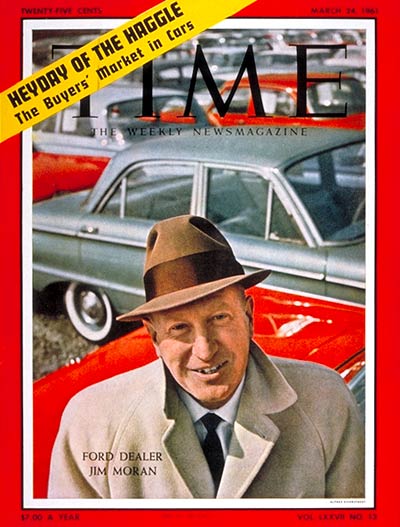 TWENTY-FIVE CENTS
MARCH 24, 1961
HEYDAY OF THE HAGGLE
The Buyers' Market in Cars
TIME
THE WEEKLY NEWSMAGAZINE
FORD DEALER
JIM MORAN
$7.00 A YEAR
VOL. LXXVII NO. 13